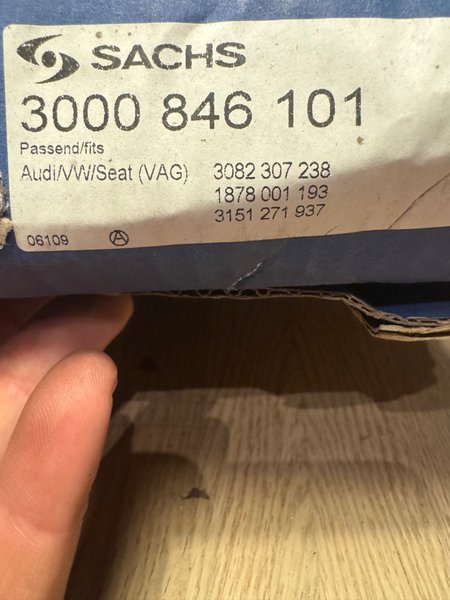 SACHS
3000 846 101
Passend/fits
Audi/VW/Seat (VAG) 3082 307 238
1878 001 193
3151 271 937
06109 A